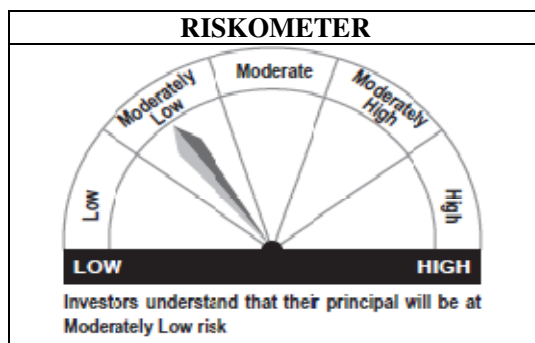 RISKOMETER
Low
Moderately
Low
Moderate
Moderately
High
High
LOW HIGH
Investors understand that their principal will be at
Moderately Low risk